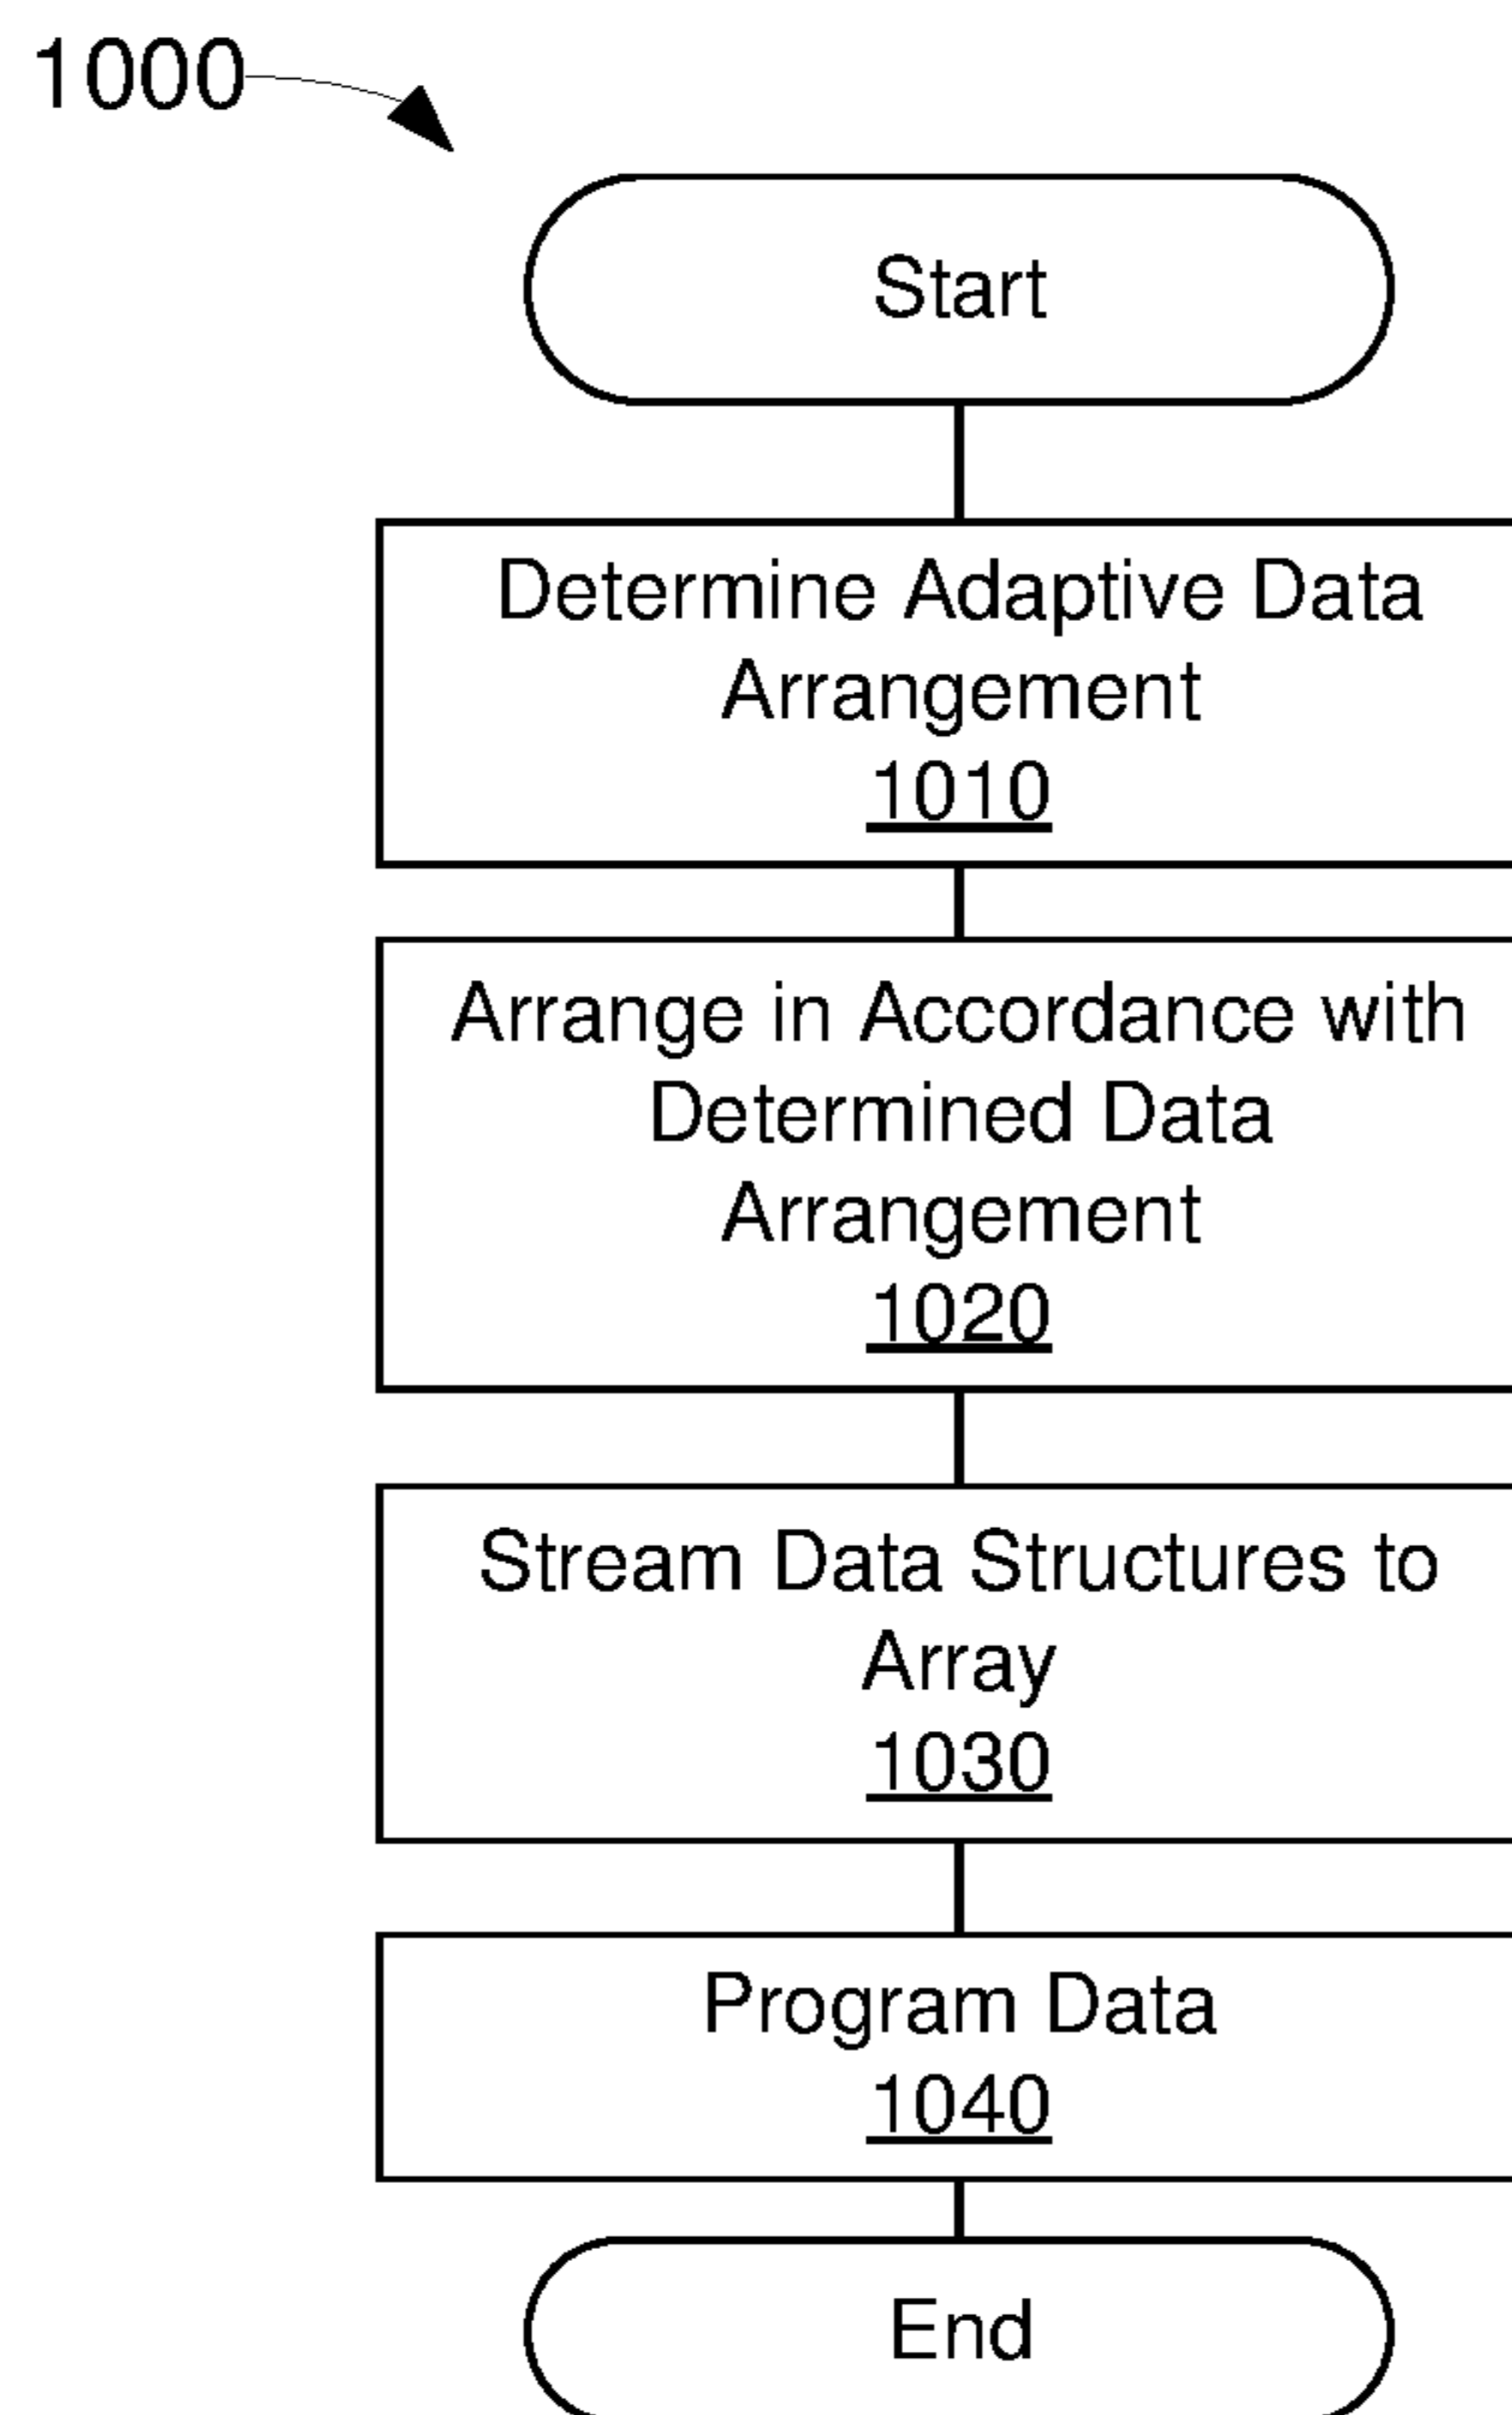 1000
Start
Determine Adaptive Data
Arrangement
1010
Arrange in Accordance with
Determined Data
Arrangement
1020
Stream Data Structures to
Array
1030
Program Data
1040
End